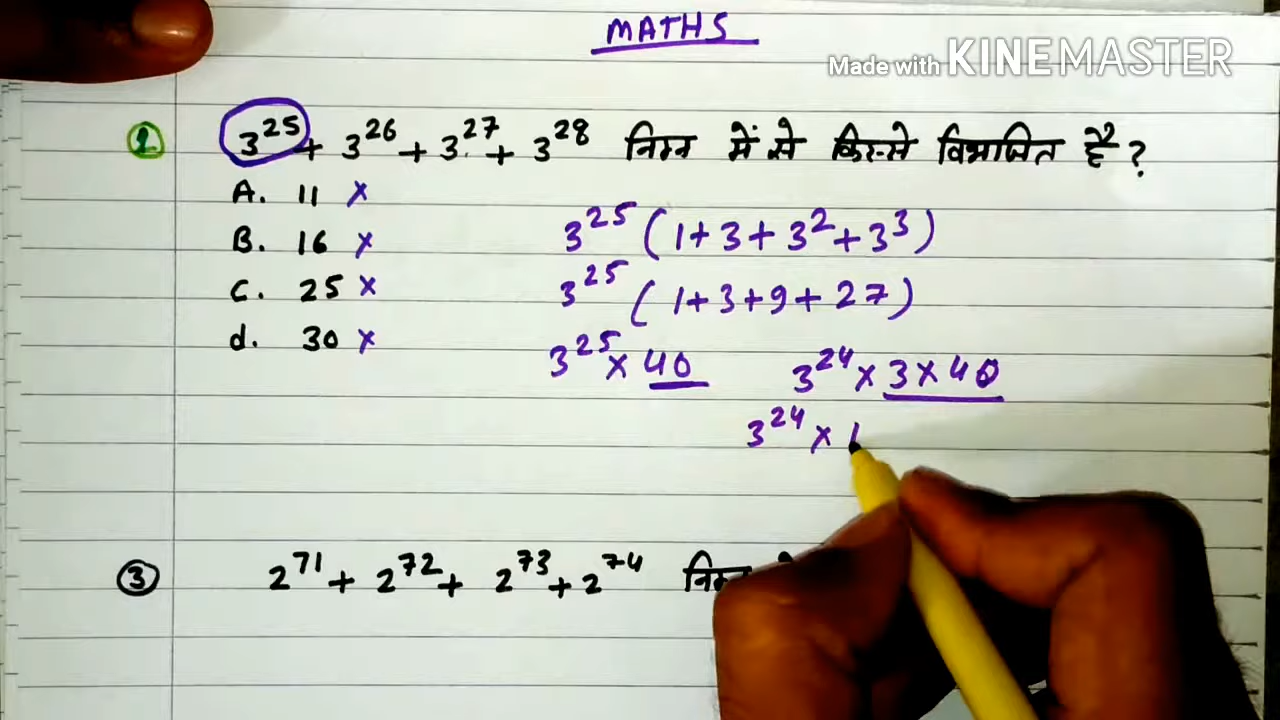 MATHS
Made with KINEMASTER
2 3^25 + 3^26 + 3^27 + 3^28 निम्न में से किससे विभाजित है ?
A. 11 ×
B. 16 ×
C. 25 ×
d. 30 ×
3^25 ( 1 + 3 + 3^2 + 3^3 )
3^25 ( 1 + 3 + 9 + 27 )
3^25 × 40
3^24 × 3 × 40
3^24 × 1
3 2^71 + 2^72 + 2^73 + 2^74